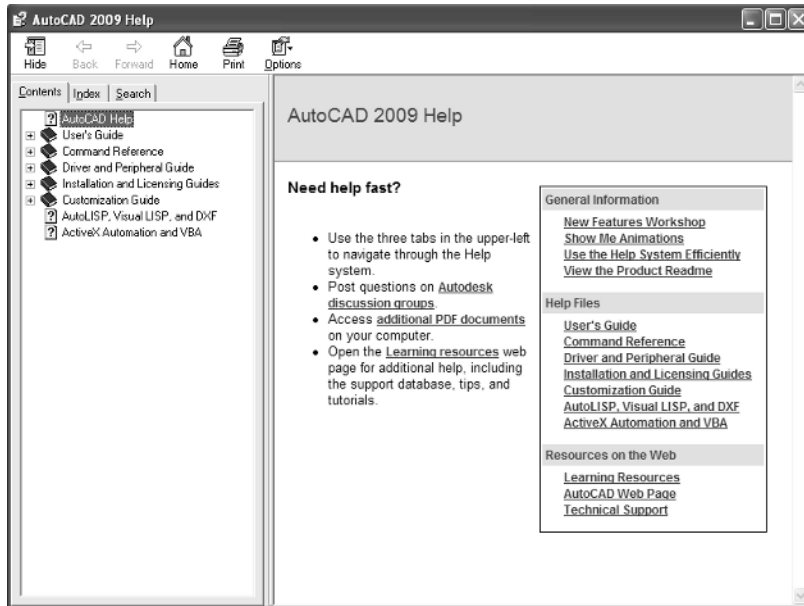 AutoCAD 2009 Help
Hide Back Forward Home Print Options
Contents Index Search
AutoCAD Help
User's Guide
Command Reference
Driver and Peripheral Guide
Installation and Licensing Guides
Customization Guide
AutoLISP, Visual LISP, and DXF
ActiveX Automation and VBA
AutoCAD 2009 Help
Need help fast?
• Use the three tabs in the upper-left
to navigate through the Help
system.
• Post questions on Autodesk
discussion groups.
• Access additional PDF documents
on your computer.
• Open the Learning resources web
page for additional help, including
the support database, tips, and
tutorials.
General Information
New Features Workshop
Show Me Animations
Use the Help System Efficiently
View the Product Readme
Help Files
User's Guide
Command Reference
Driver and Peripheral Guide
Installation and Licensing Guides
Customization Guide
AutoLISP, Visual LISP, and DXF
ActiveX Automation and VBA
Resources on the Web
Learning Resources
AutoCAD Web Page
Technical Support